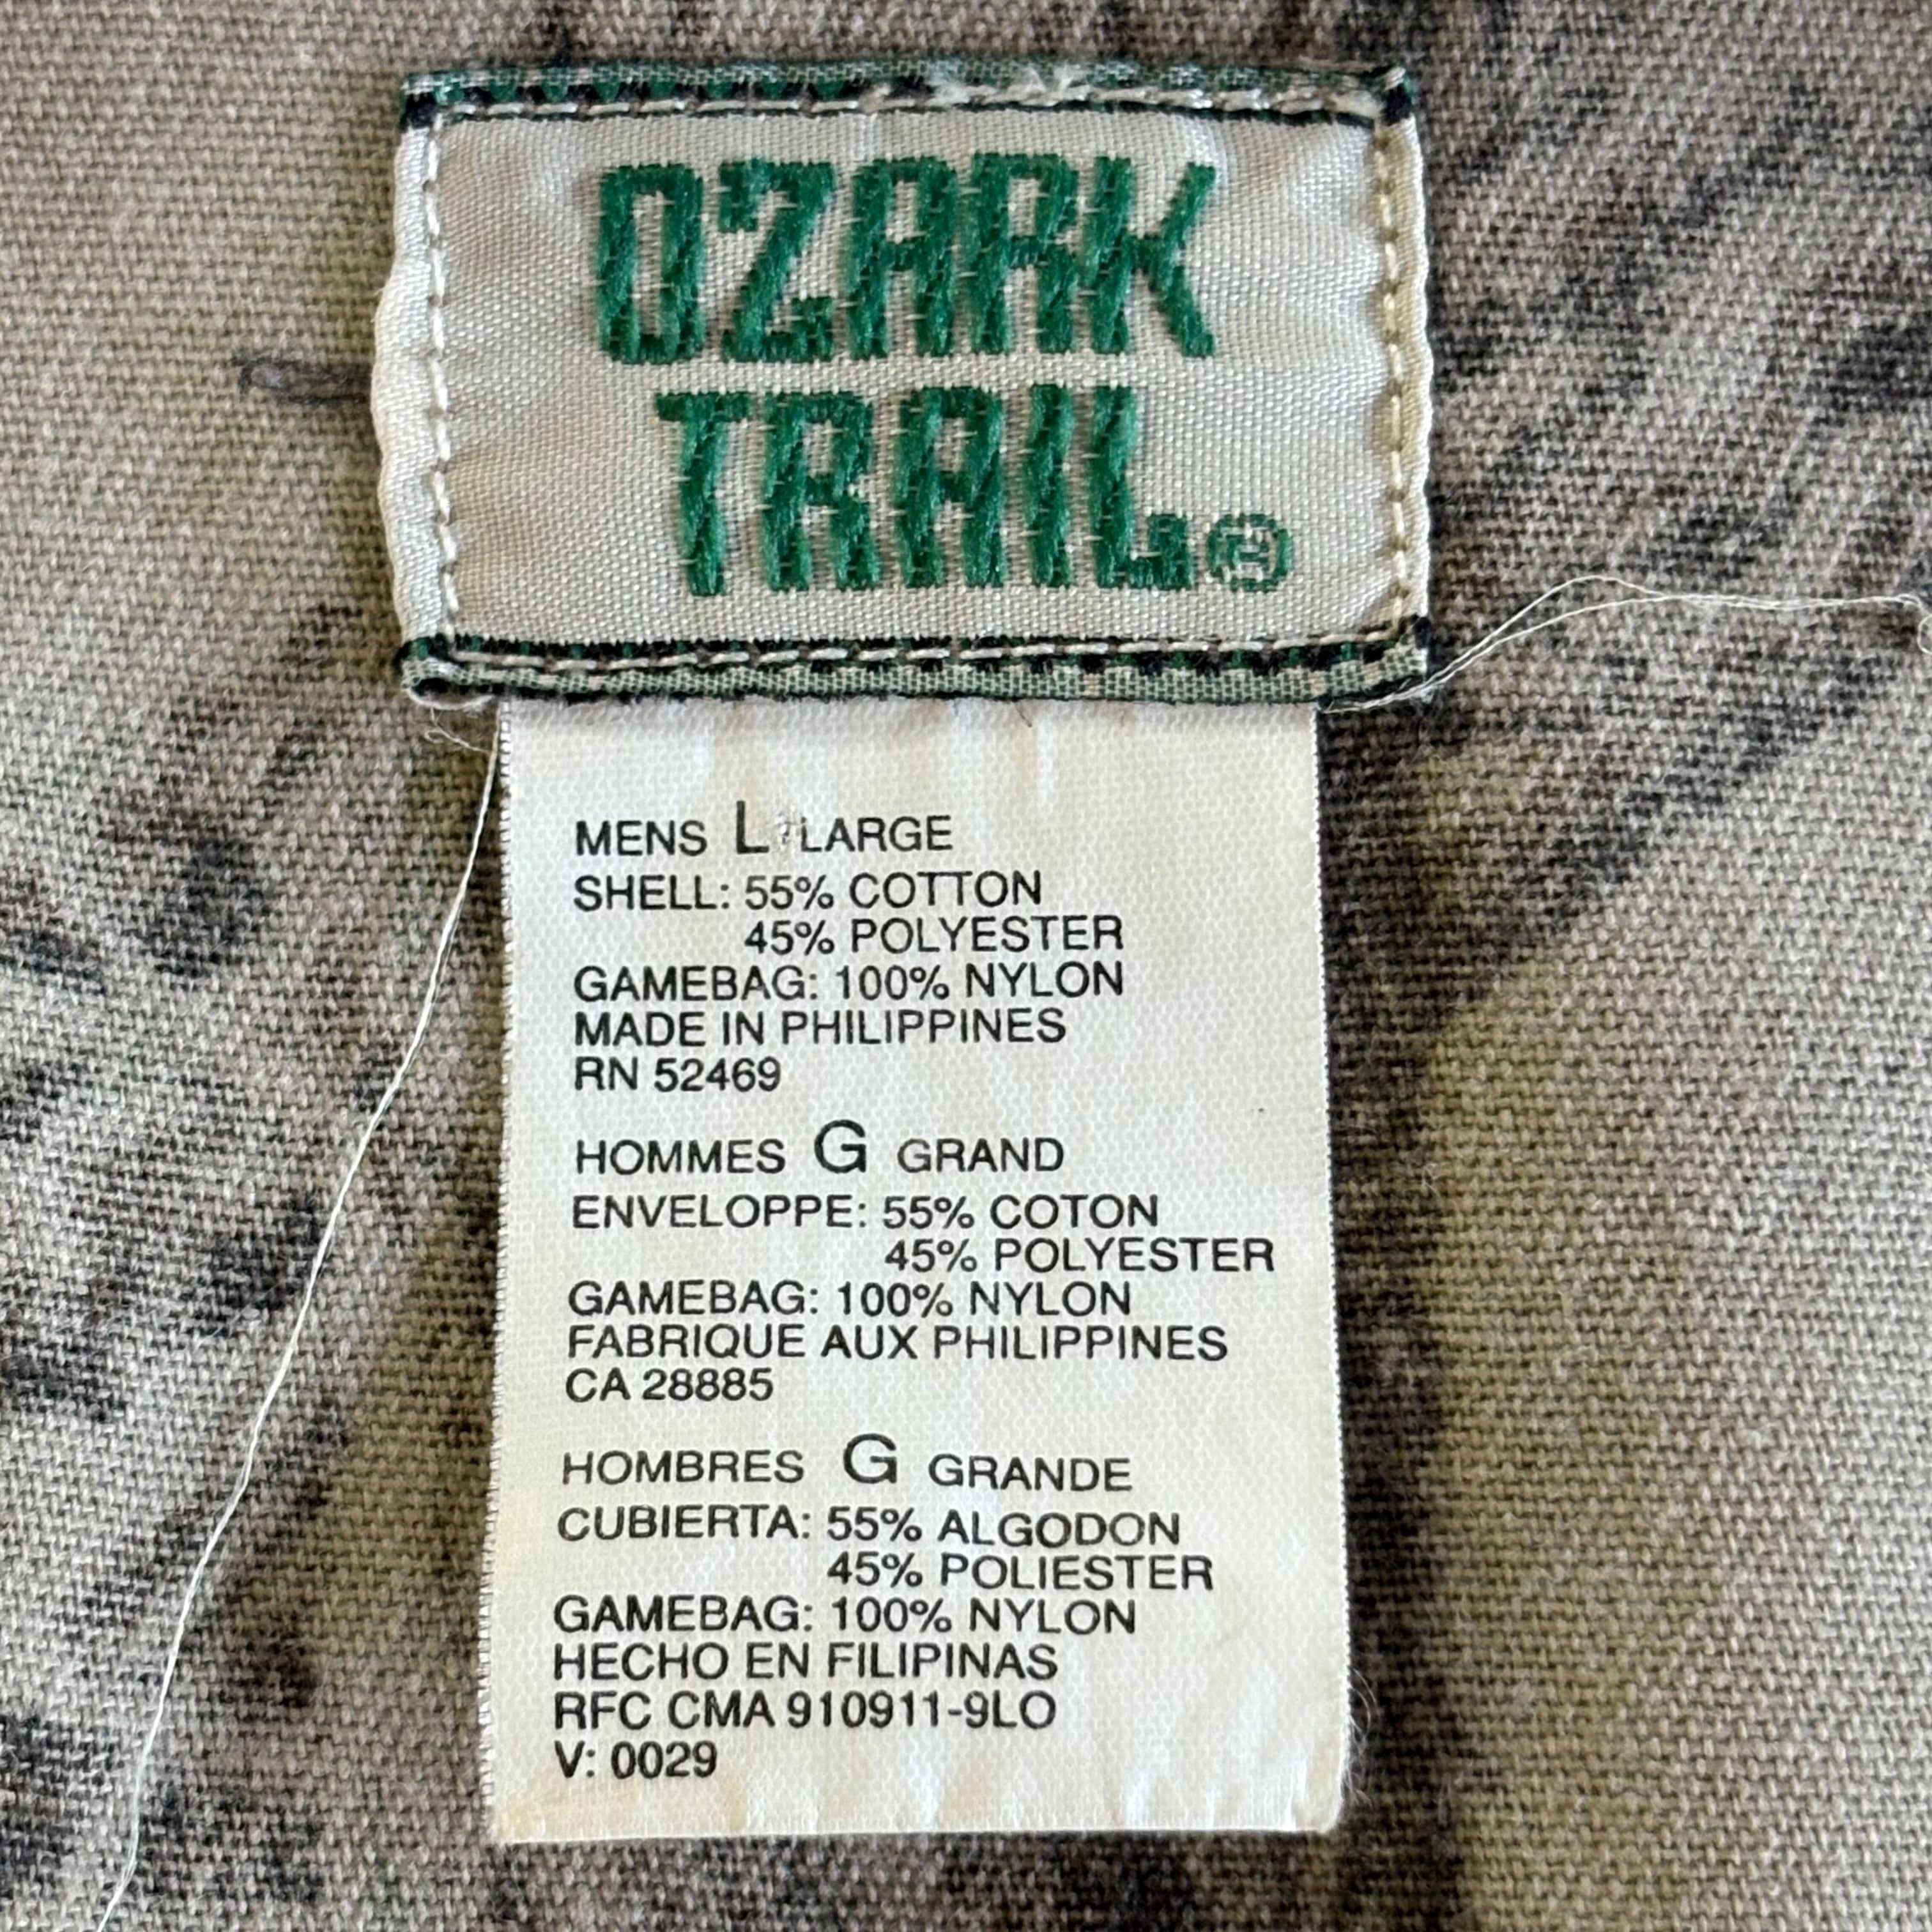 OZARK
TRAIL®
MENS L LARGE
SHELL: 55% COTTON
45% POLYESTER
GAMEBAG: 100% NYLON
MADE IN PHILIPPINES
RN 52469
HOMMES G GRAND
ENVELOPPE: 55% COTON
45% POLYESTER
GAMEBAG: 100% NYLON
FABRIQUE AUX PHILIPPINES
CA 28885
HOMBRES G GRANDE
CUBIERTA: 55% ALGODON
45% POLIESTER
GAMEBAG: 100% NYLON
HECHO EN FILIPINAS
RFC CMA 910911-9LO
V: 0029